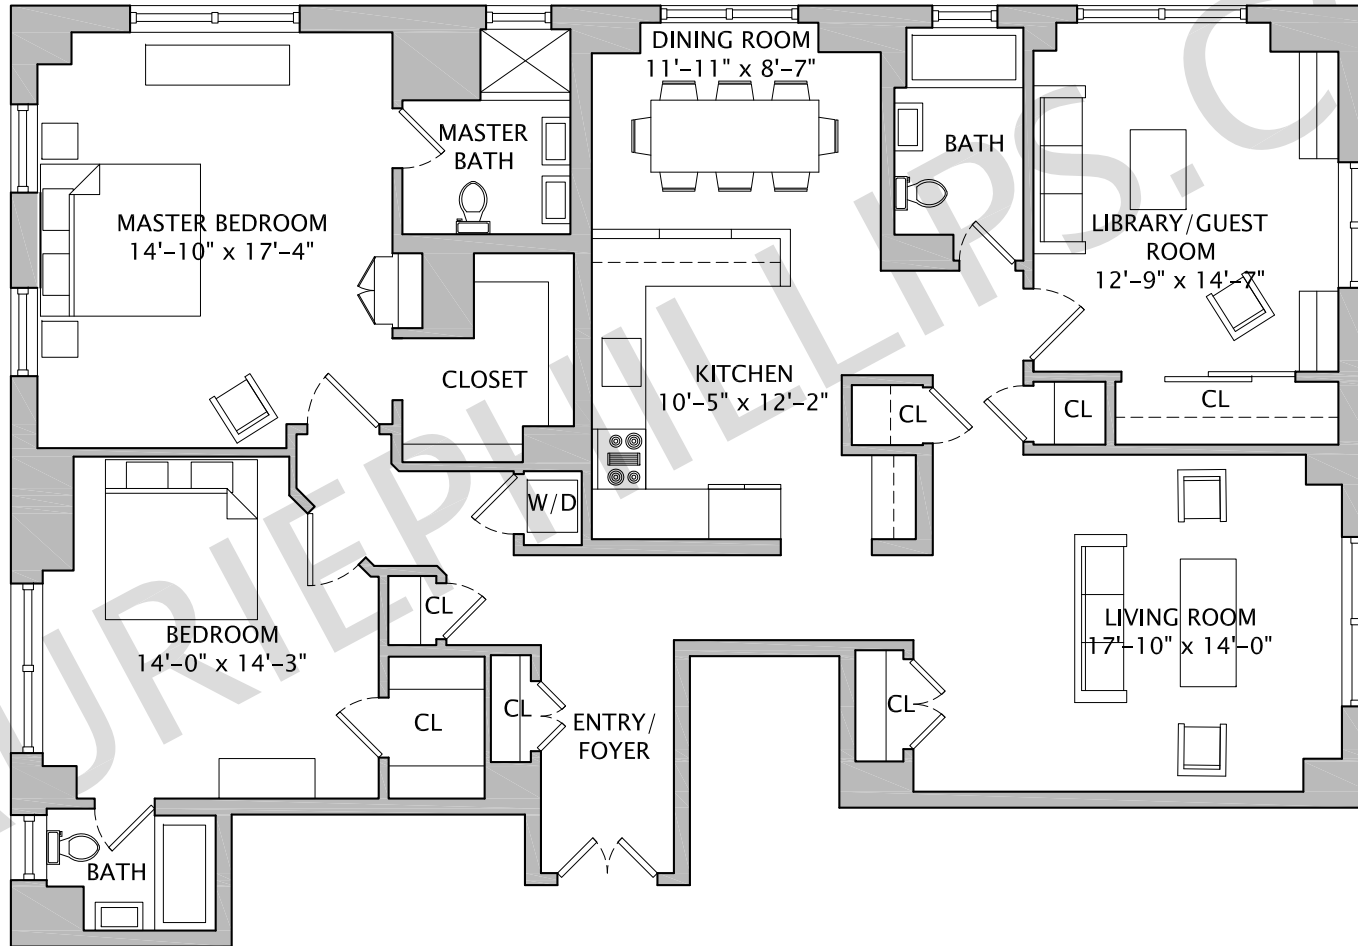 DINING ROOM
11'-11" x 8'-7"
MASTER
BATH
BATH
MASTER BEDROOM
14'-10" x 17'-4"
LIBRARY/GUEST
ROOM
12'-9" x 14'-7"
CLOSET
KITCHEN
10'-5" x 12'-2"
CL
CL
CL
W/D
CL
BEDROOM
14'-0" x 14'-3"
LIVING ROOM
17'-10" x 14'-0"
CL
CL
CL
ENTRY/
FOYER
BATH
URIEPHILLIPS.C